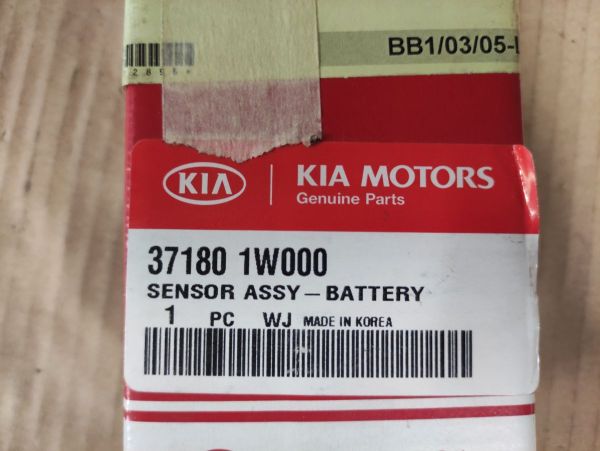 BB1/03/05-
2896*
KIA
KIA MOTORS
Genuine Parts
37180 1W000
SENSOR ASSY–BATTERY
1 PC WJ MADE IN KOREA